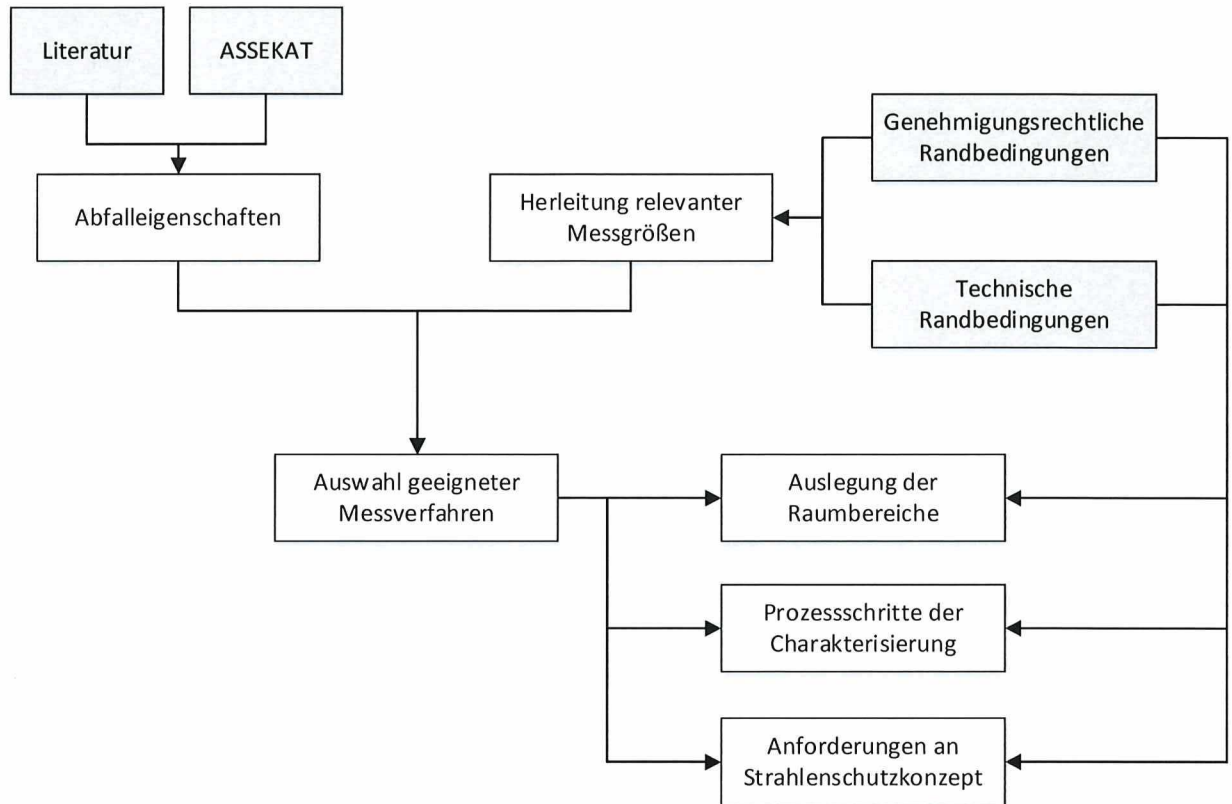 Literatur
ASSEKAT
Genehmigungsrechtliche
Randbedingungen
Abfalleigenschaften
Herleitung relevanter
Messgrößen
Technische
Randbedingungen
Auswahl geeigneter
Messverfahren
Auslegung der
Raumbereiche
Prozessschritte der
Charakterisierung
Anforderungen an
Strahlenschutzkonzept